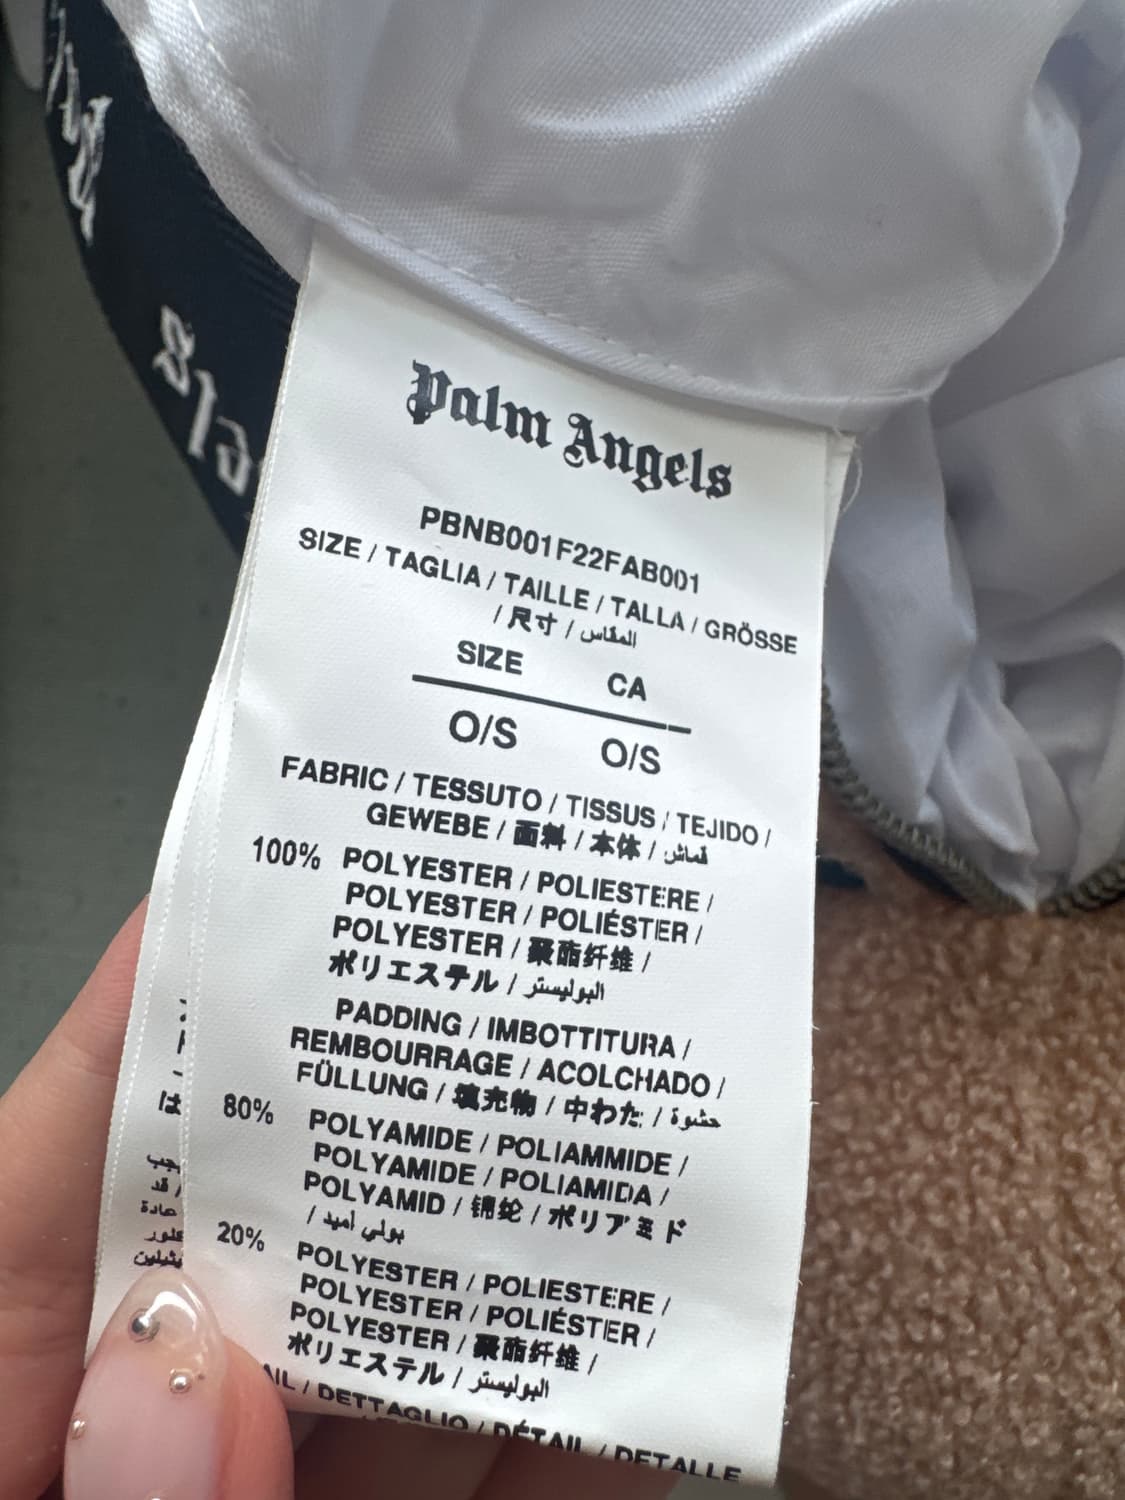 Palm Angels
PBNB001F22FAB001
SIZE / TAGLIA / TAILLE / TALLA / GRÖSSE
/ 尺寸 / المقاس
SIZE CA
O/S O/S
FABRIC / TESSUTO / TISSUS / TEJIDO /
GEWEBE / 面料 / 本体 / قماش
100% POLYESTER / POLIESTERE /
POLYESTER / POLIÉSTER /
POLYESTER / 聚酯纤维 /
ポリエステル / البوليستر
PADDING / IMBOTTITURA /
REMBOURRAGE / ACOLCHADO /
FÜLLUNG / 填充物 / 中わた / حشوة
80% POLYAMIDE / POLIAMMIDE /
POLYAMIDE / POLIAMIDA /
POLYAMID / 锦纶 / ポリアミド
/ بولي أميد
20% POLYESTER / POLIESTERE /
POLYESTER / POLIÉSTER /
POLYESTER / 聚酯纤维 /
ポリエステル / البوليستر
/ DETTAGLIO / DÉTAIL / DETALLE